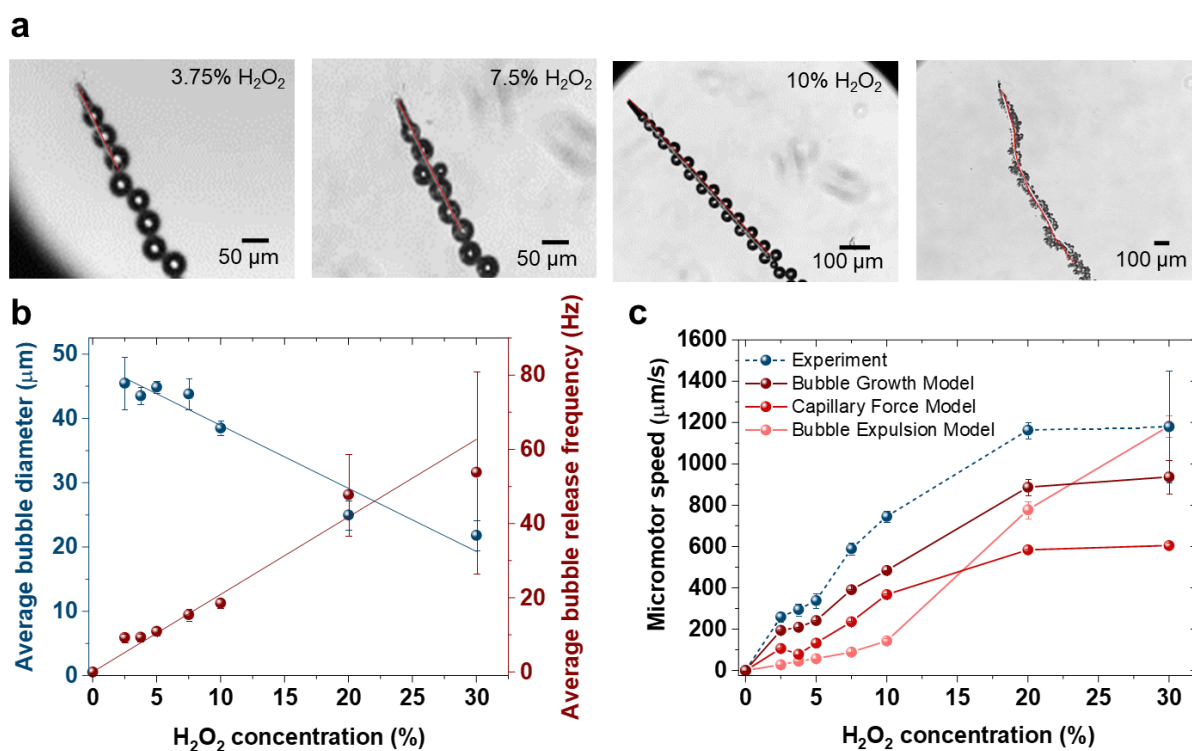 a
3.75% H₂O₂
7.5% H₂O₂
10% H₂O₂
50 μm
50 μm
100 μm
100 μm
b
Average bubble diameter (μm)
50
40
30
20
10
0
80
60
40
20
0
Average bubble release frequency (Hz)
0
5
10
15
20
25
30
H₂O₂ concentration (%)
c
Micromotor speed (μm/s)
1600
1400
1200
1000
800
600
400
200
0
Experiment
Bubble Growth Model
Capillary Force Model
Bubble Expulsion Model
0
5
10
15
20
25
30
H₂O₂ concentration (%)